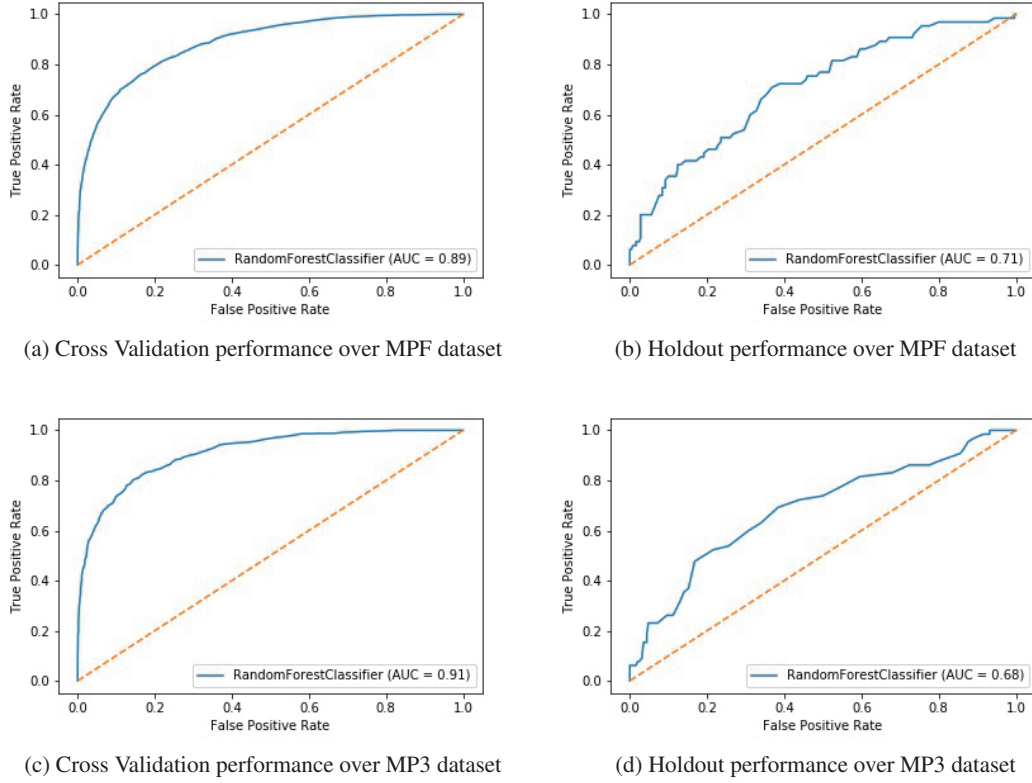 1.0
0.8
0.6
0.4
0.2
0.0
True Positive Rate
RandomForestClassifier (AUC = 0.89)
0.0 0.2 0.4 0.6 0.8 1.0
False Positive Rate
(a) Cross Validation performance over MPF dataset
1.0
0.8
0.6
0.4
0.2
0.0
True Positive Rate
RandomForestClassifier (AUC = 0.71)
0.0 0.2 0.4 0.6 0.8 1.0
False Positive Rate
(b) Holdout performance over MPF dataset
1.0
0.8
0.6
0.4
0.2
0.0
True Positive Rate
RandomForestClassifier (AUC = 0.91)
0.0 0.2 0.4 0.6 0.8 1.0
False Positive Rate
(c) Cross Validation performance over MP3 dataset
1.0
0.8
0.6
0.4
0.2
0.0
True Positive Rate
RandomForestClassifier (AUC = 0.68)
0.0 0.2 0.4 0.6 0.8 1.0
False Positive Rate
(d) Holdout performance over MP3 dataset